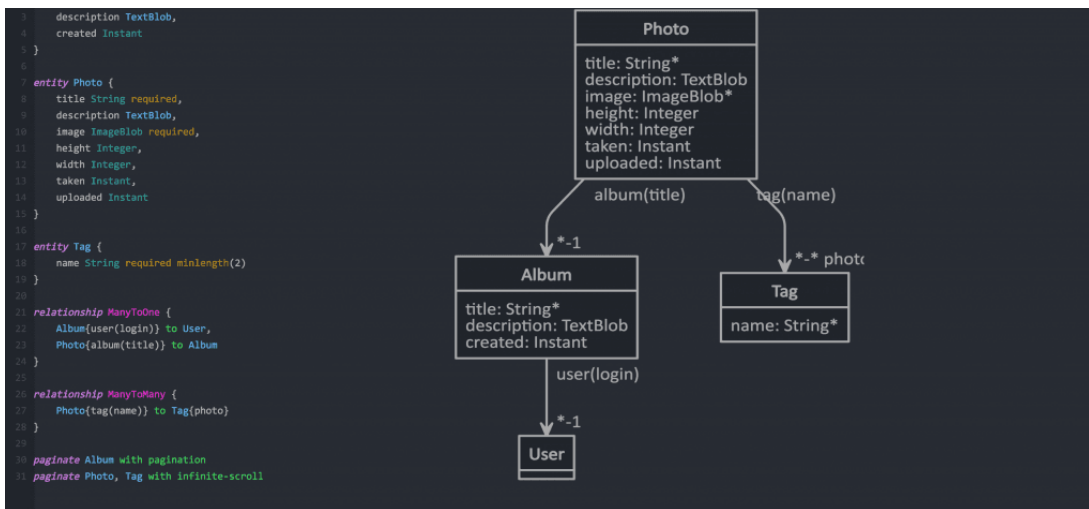 3 description TextBlob,
4 created Instant
5 }
6
7 entity Photo {
8 title String required,
9 description TextBlob,
10 image ImageBlob required,
11 height Integer,
12 width Integer,
13 taken Instant,
14 uploaded Instant
15 }
16
17 entity Tag {
18 name String required minlength(2)
19 }
20
21 relationship ManyToOne {
22 Album{user(login)} to User,
23 Photo{album(title)} to Album
24 }
25
26 relationship ManyToMany {
27 Photo{tag(name)} to Tag{photo}
28 }
29
30 paginate Album with pagination
31 paginate Photo, Tag with infinite-scroll
Photo
title: String*
description: TextBlob
image: ImageBlob*
height: Integer
width: Integer
taken: Instant
uploaded: Instant
album(title)
tag(name)
*-1
*-* photo
Album
title: String*
description: TextBlob
created: Instant
Tag
name: String*
user(login)
*-1
User